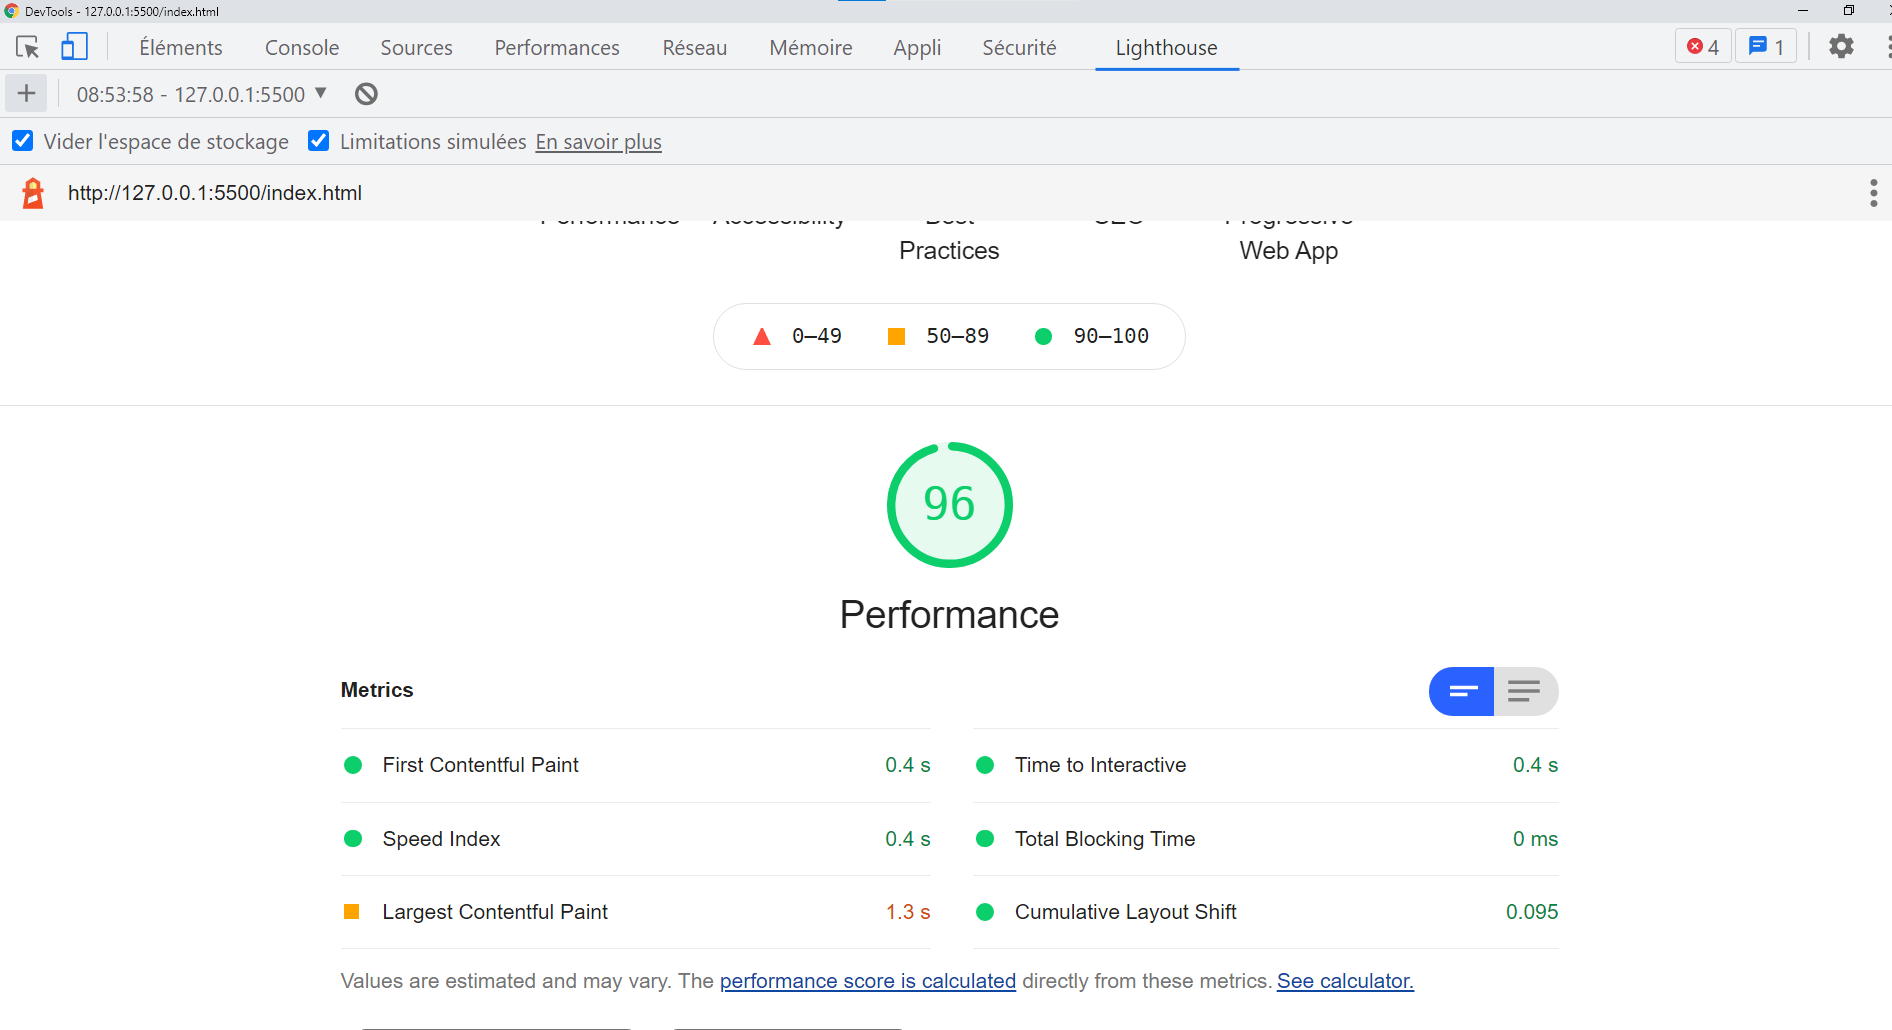 DevTools - 127.0.0.1:5500/index.html
Éléments Console Sources Performances Réseau Mémoire Appli Sécurité Lighthouse 4 1
08:53:58 - 127.0.0.1:5500
Vider l'espace de stockage Limitations simulées En savoir plus
http://127.0.0.1:5500/index.html
Performance Accessibility Best SEO Progressive
Practices Web App
0–49 50–89 90–100
96
Performance
Metrics
First Contentful Paint 0.4 s Time to Interactive 0.4 s
Speed Index 0.4 s Total Blocking Time 0 ms
Largest Contentful Paint 1.3 s Cumulative Layout Shift 0.095
Values are estimated and may vary. The performance score is calculated directly from these metrics. See calculator.